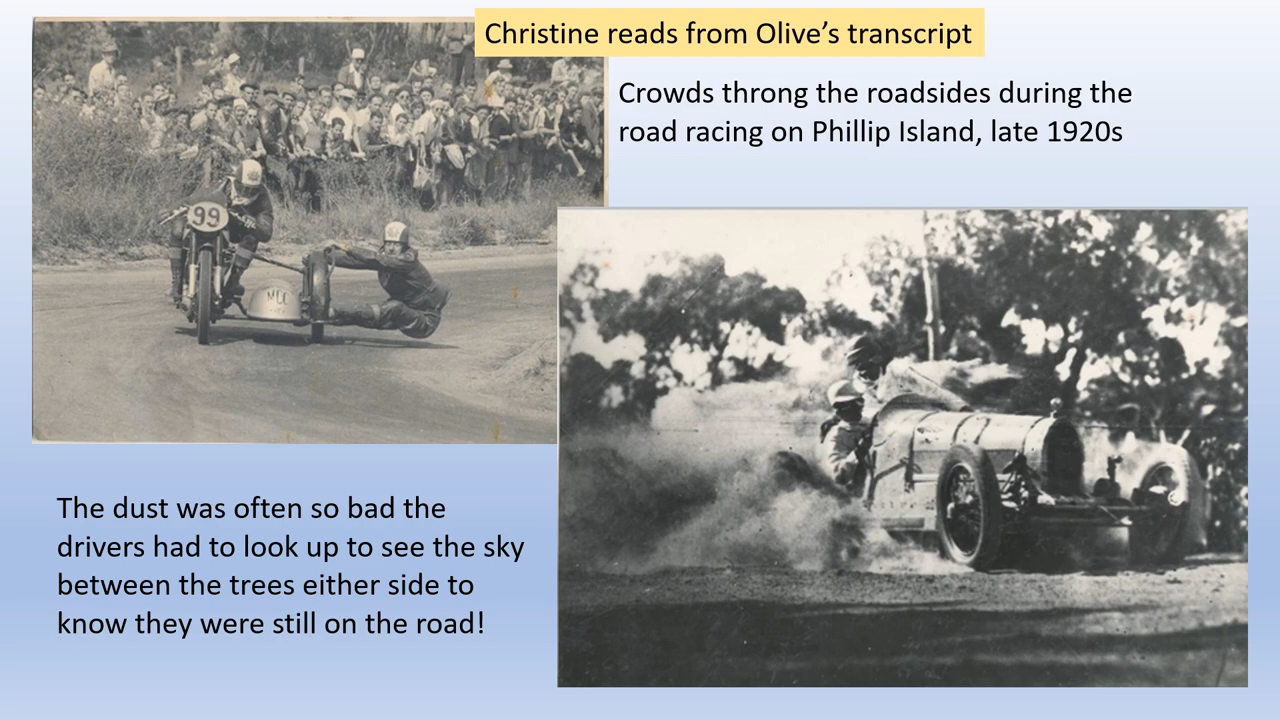 Christine reads from Olive’s transcript
Crowds throng the roadsides during the
road racing on Phillip Island, late 1920s
99
MCC
The dust was often so bad the
drivers had to look up to see the sky
between the trees either side to
know they were still on the road!